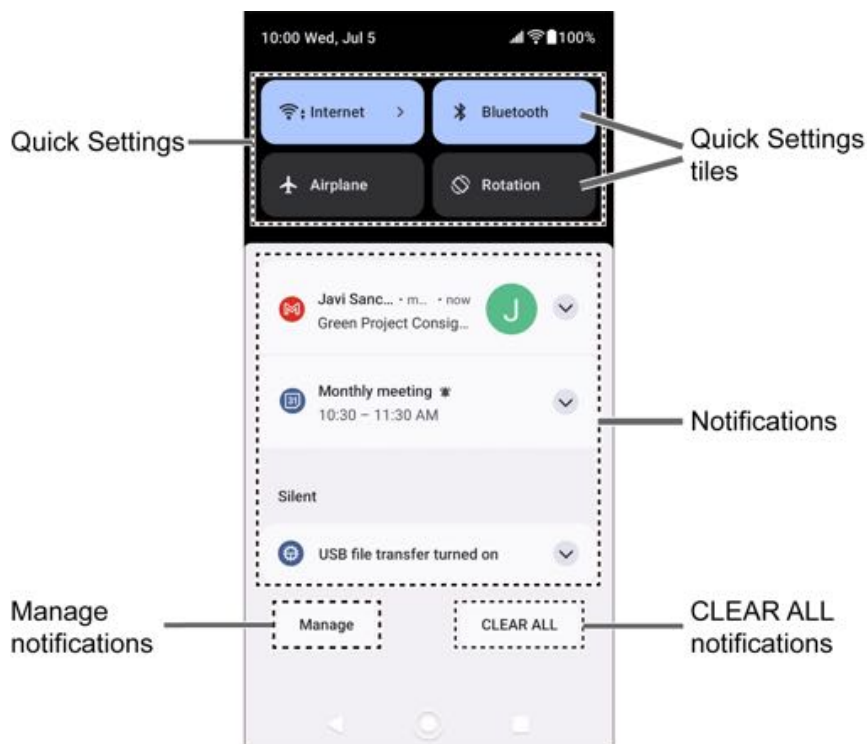 10:00 Wed, Jul 5 100%
Internet
Bluetooth
Quick Settings
Quick Settings
tiles
Airplane
Rotation
Javi Sanc... • m.. • now
J
Green Project Consig...
31
Monthly meeting
10:30 – 11:30 AM
Notifications
Silent
USB file transfer turned on
Manage
notifications
Manage
CLEAR ALL
CLEAR ALL
notifications